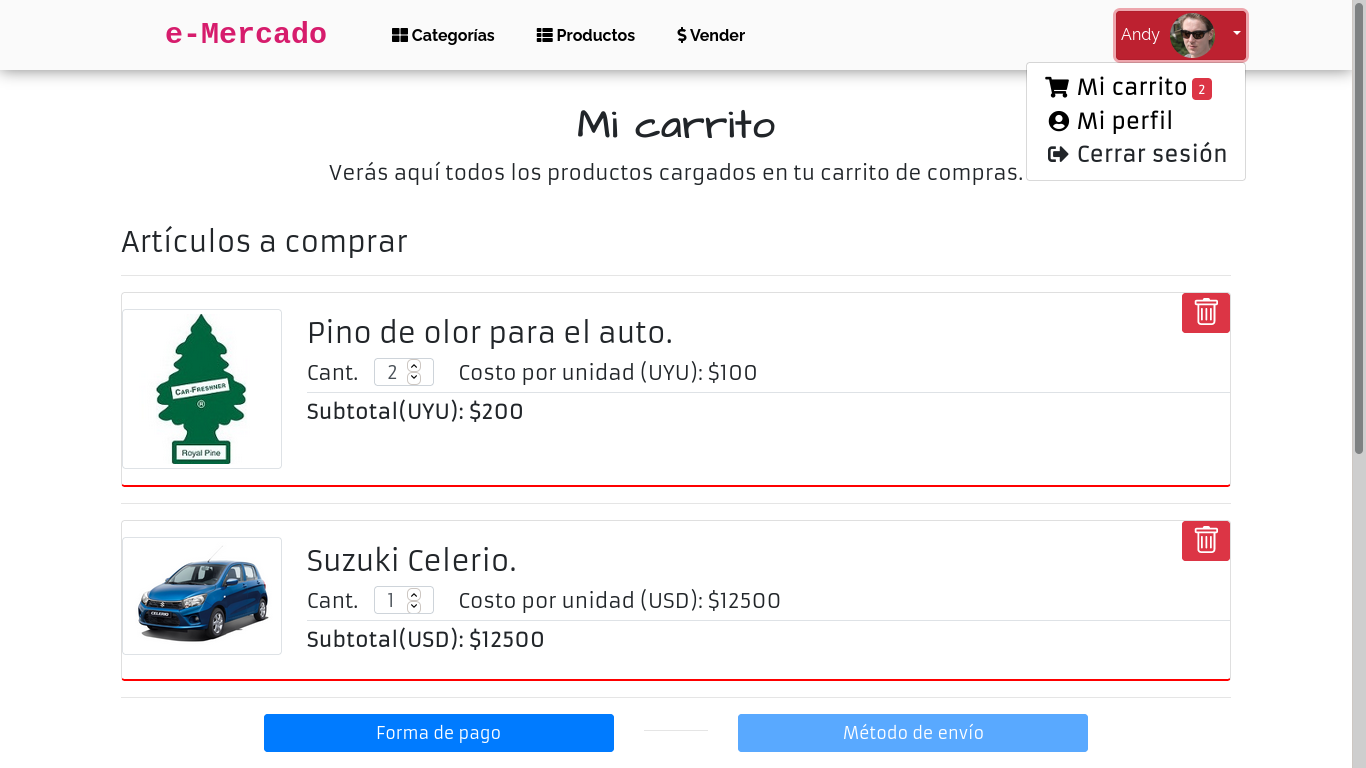 e-Mercado
Categorías
Productos
$ Vender
Andy
Mi carrito 2
Mi perfil
Cerrar sesión
Mi carrito
Verás aquí todos los productos cargados en tu carrito de compras.
Artículos a comprar
CAR-FRESHNER
®
Royal Pine
Pino de olor para el auto.
Cant. 2 Costo por unidad (UYU): $100
Subtotal(UYU): $200
CELERIO
Suzuki Celerio.
Cant. 1 Costo por unidad (USD): $12500
Subtotal(USD): $12500
Forma de pago
Método de envío